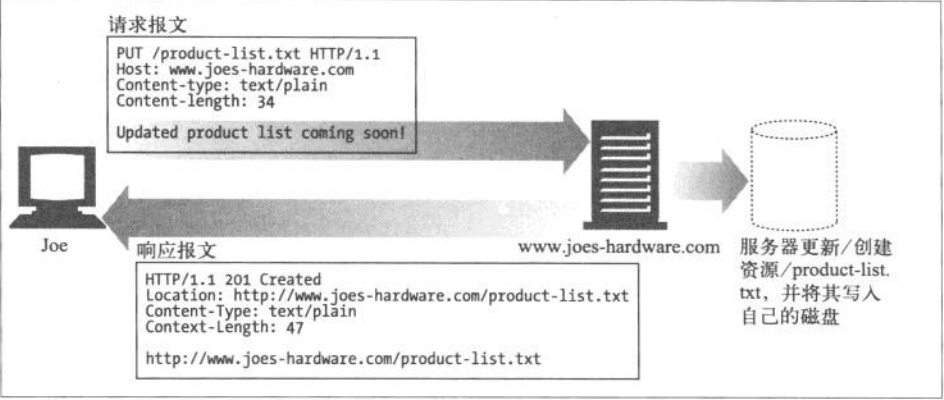 请求报文
PUT /product-list.txt HTTP/1.1
Host: www.joes-hardware.com
Content-type: text/plain
Content-length: 34
Updated product list coming soon!
Joe
www.joes-hardware.com
服务器更新/创建
资源/product-list.
txt，并将其写入
自己的磁盘
响应报文
HTTP/1.1 201 Created
Location: http://www.joes-hardware.com/product-list.txt
Content-Type: text/plain
Context-Length: 47
http://www.joes-hardware.com/product-list.txt